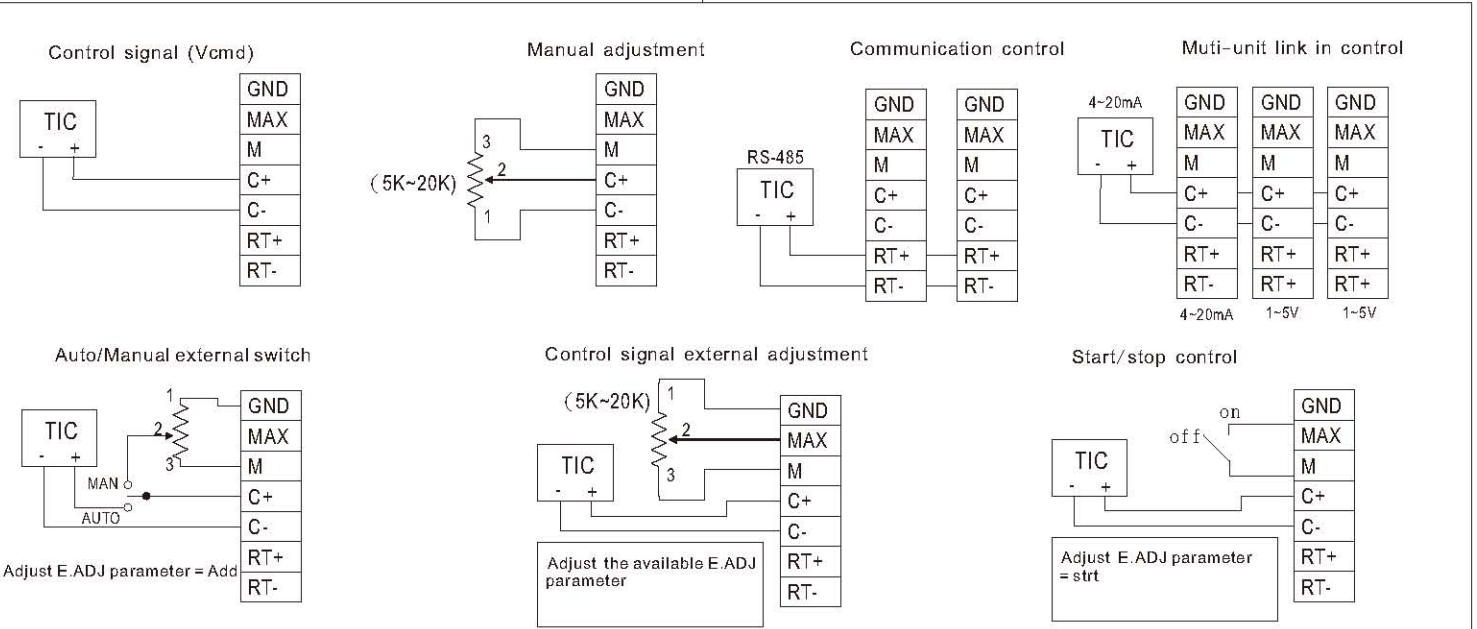 Control signal (Vcmd)
TIC
- +
GND
MAX
M
C+
C-
RT+
RT-
Manual adjustment
(5K~20K)
3
2
1
GND
MAX
M
C+
C-
RT+
RT-
Communication control
RS-485
TIC
- +
GND GND
MAX MAX
M M
C+ C+
C- C-
RT+ RT+
RT- RT-
Muti-unit link in control
4~20mA
TIC
- +
GND GND GND
MAX MAX MAX
M M M
C+ C+ C+
C- C- C-
RT+ RT+ RT+
RT- RT+ RT+
4~20mA 1~5V 1~5V
Auto/Manual external switch
TIC
- +
1
2
3
MAN
AUTO
GND
MAX
M
C+
C-
RT+
RT-
Adjust E.ADJ parameter = Add
Control signal external adjustment
(5K~20K)
1
2
3
TIC
- +
GND
MAX
M
C+
C-
RT+
RT-
Adjust the available E.ADJ
parameter
Start/stop control
on
off
TIC
- +
GND
MAX
M
C+
C-
RT+
RT-
Adjust E.ADJ parameter
= strt